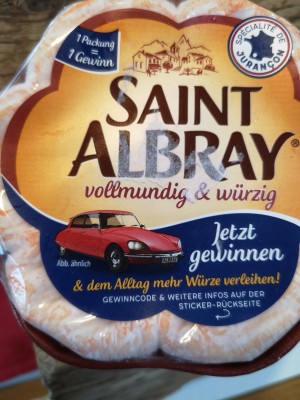 1 Packung
=
1 Gewinn
SPÉCIALITÉ DE
JURANÇON
SAINT
ALBRAY®
vollmundig & würzig
Jetzt
gewinnen
Abb. ähnlich
& dem Alltag mehr Würze verleihen!
GEWINNCODE & WEITERE INFOS AUF DER
STICKER-RÜCKSEITE